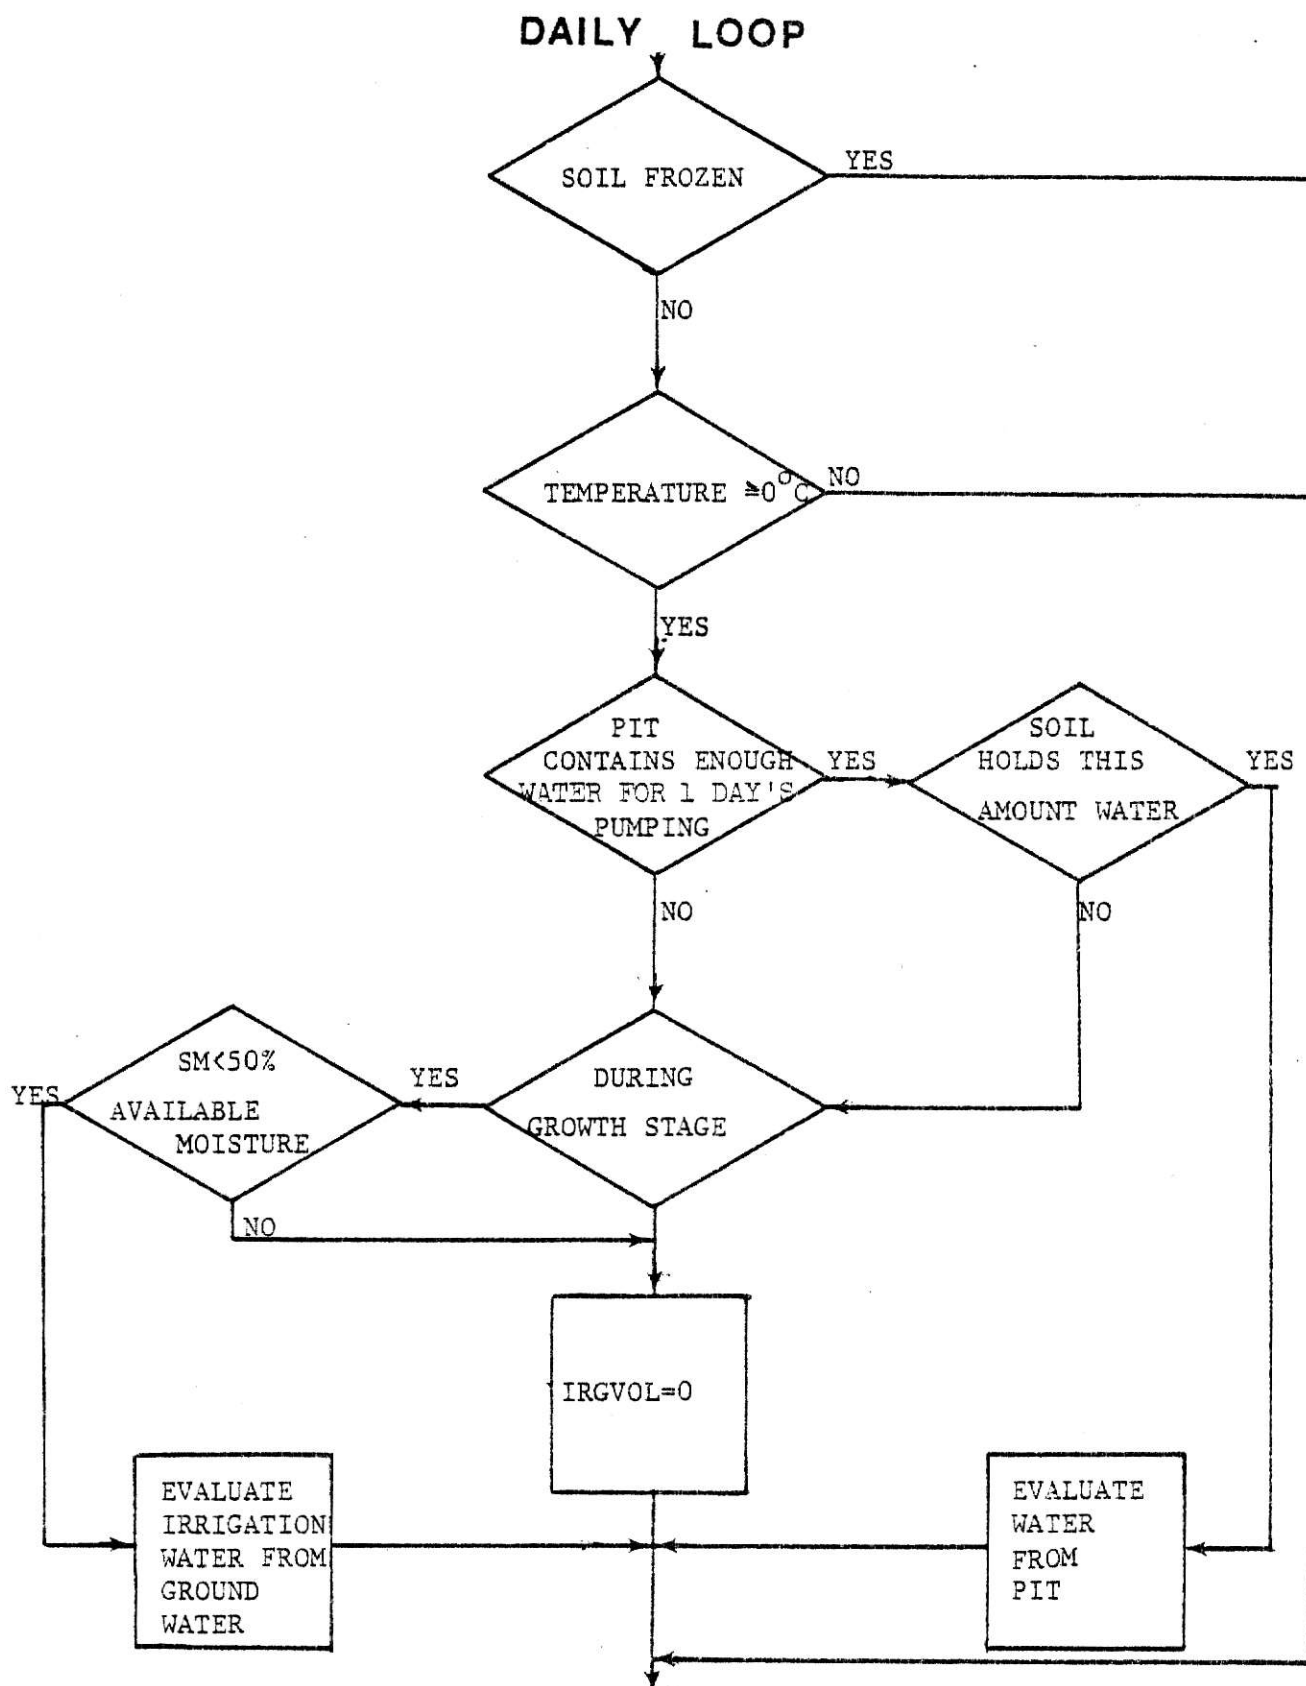 DAILY LOOP
SOIL FROZEN
YES
NO
TEMPERATURE ≥0°C
NO
YES
PIT
CONTAINS ENOUGH
WATER FOR 1 DAY'S
PUMPING
YES
SOIL
HOLDS THIS
AMOUNT WATER
YES
NO
NO
DURING
GROWTH STAGE
YES
SM<50%
AVAILABLE
MOISTURE
YES
NO
IRGVOL=0
EVALUATE
IRRIGATION
WATER FROM
GROUND
WATER
EVALUATE
WATER
FROM
PIT